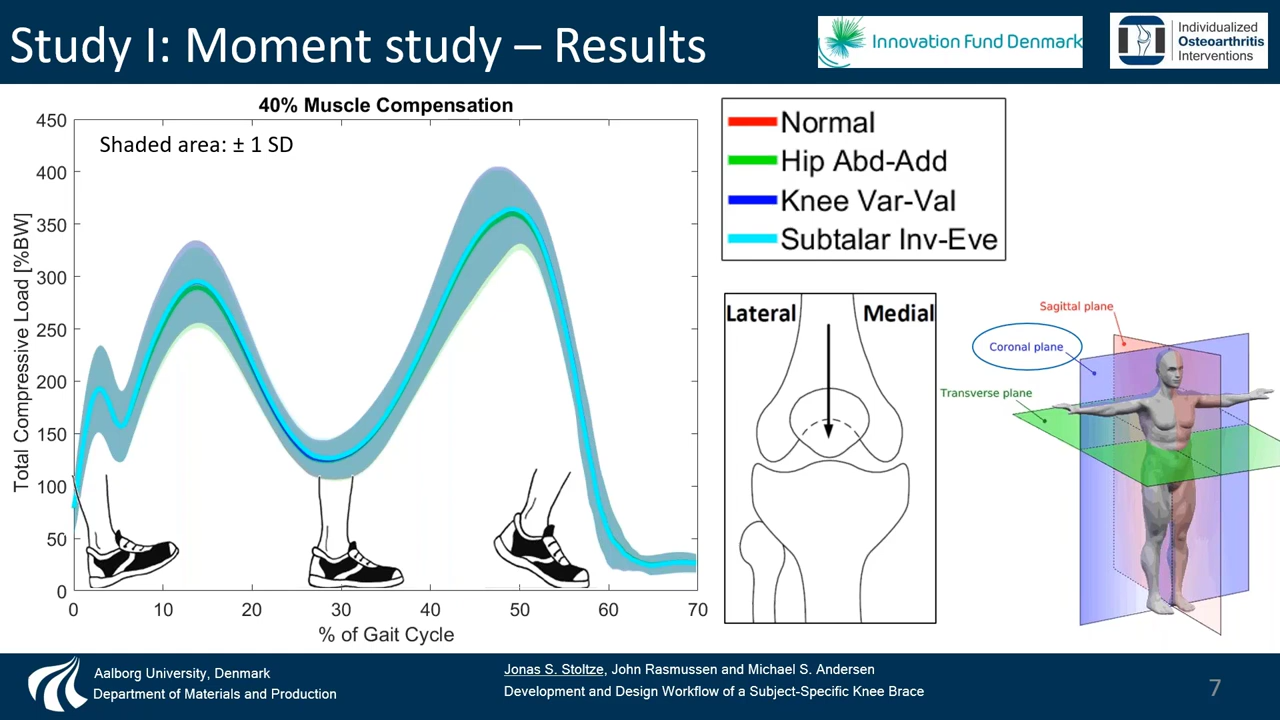 Study I: Moment study – Results
Innovation Fund Denmark
Individualized
Osteoarthritis
Interventions
40% Muscle Compensation
Shaded area: ± 1 SD
Total Compressive Load [%BW]
450
400
350
300
250
200
150
100
50
0
0 10 20 30 40 50 60 70
% of Gait Cycle
Normal
Hip Abd-Add
Knee Var-Val
Subtalar Inv-Eve
Lateral Medial
Sagittal plane
Coronal plane
Transverse plane
Aalborg University, Denmark
Department of Materials and Production
Jonas S. Stoltze, John Rasmussen and Michael S. Andersen
Development and Design Workflow of a Subject-Specific Knee Brace
7